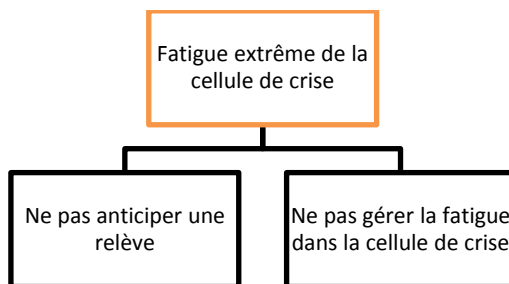 Fatigue extrême de la
cellule de crise
Ne pas anticiper une
relève
Ne pas gérer la fatigue
dans la cellule de crise